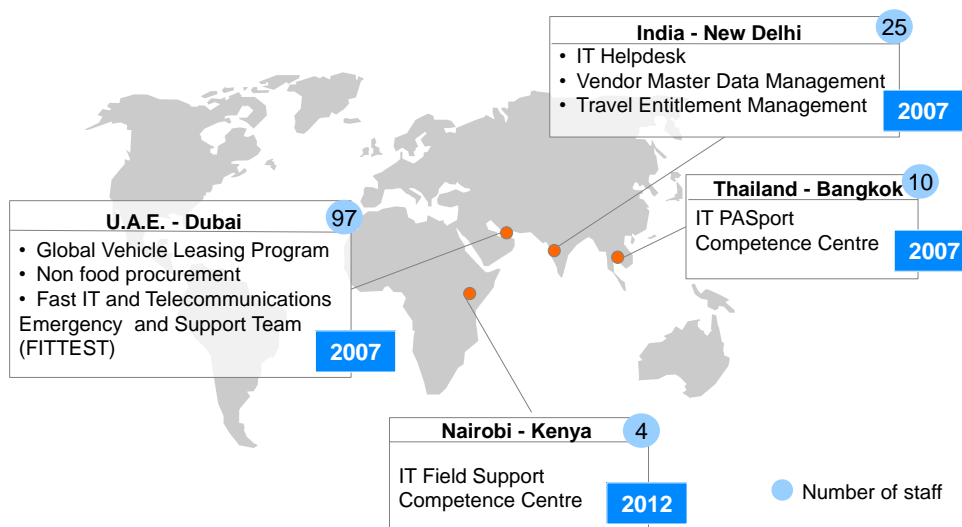 India - New Delhi
25
• IT Helpdesk
• Vendor Master Data Management
• Travel Entitlement Management
2007
Thailand - Bangkok
10
IT PASport
Competence Centre
2007
U.A.E. - Dubai
97
• Global Vehicle Leasing Program
• Non food procurement
• Fast IT and Telecommunications
Emergency and Support Team
(FITTEST)
2007
Nairobi - Kenya
4
IT Field Support
Competence Centre
2012
Number of staff